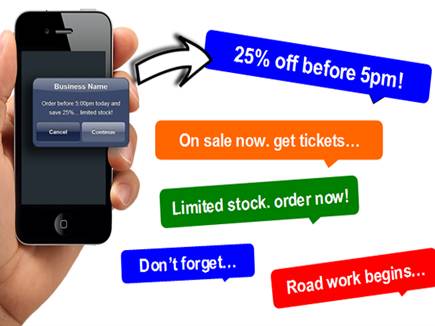 Business Name
Order before 5:00pm today and
save 25%... limited stock!
Cancel
Continue
25% off before 5pm!
On sale now. get tickets...
Limited stock. order now!
Don't forget...
Road work begins...